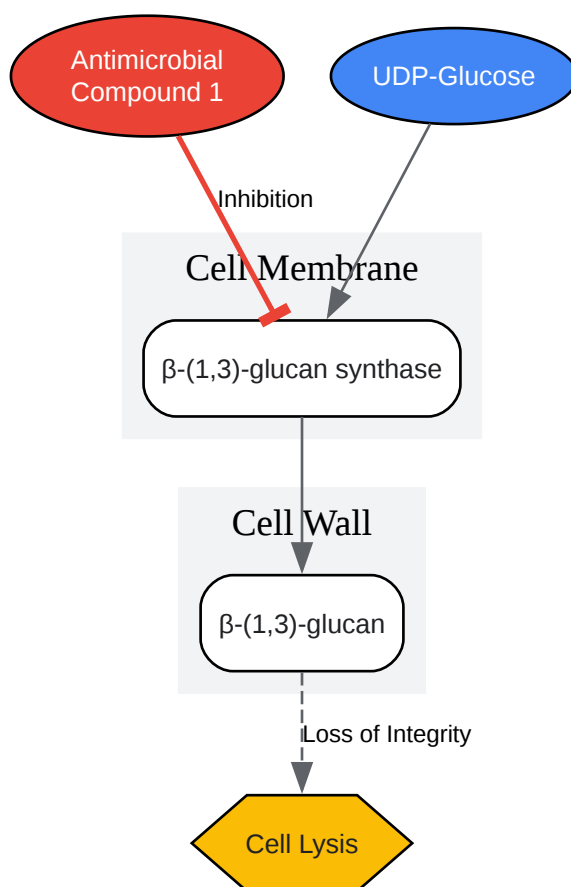 Antimicrobial
Compound 1
UDP-Glucose
Inhibition
Cell Membrane
β-(1,3)-glucan synthase
Cell Wall
β-(1,3)-glucan
Loss of Integrity
Cell Lysis